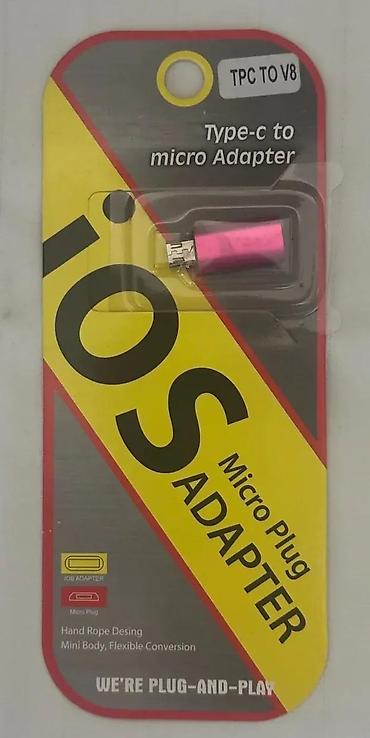 TPC TO V8
Type-c to
micro Adapter
iOS
Micro Plug
ADAPTER
IOS ADAPTER
Micro Plug
Hand Rope Desing
Mini Body, Flexible Conversion
WE'RE PLUG-AND-PLAY